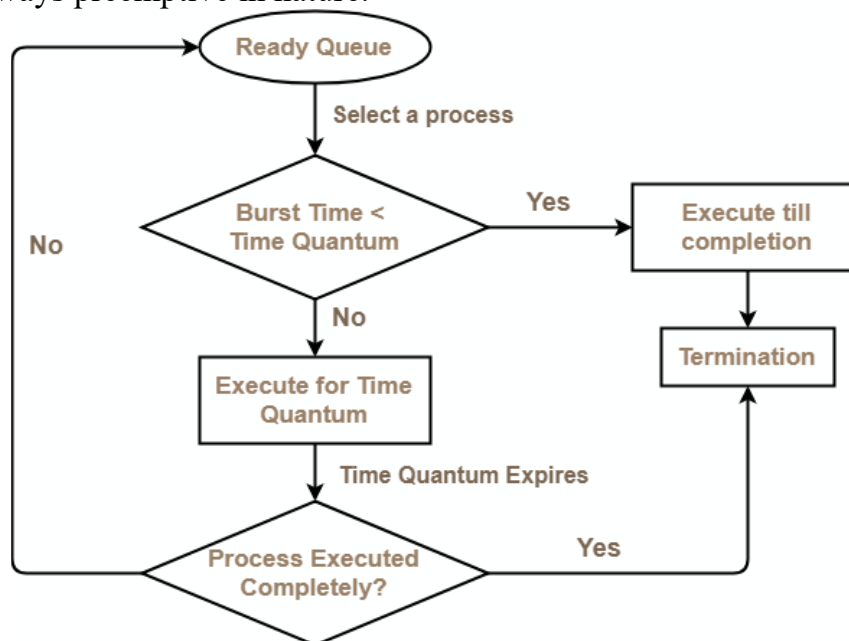 preemptive in nature.
Ready Queue
Select a process
Burst Time <
Time Quantum
Yes
Execute till
completion
No
No
Execute for Time
Quantum
Termination
Time Quantum Expires
Process Executed
Completely?
Yes